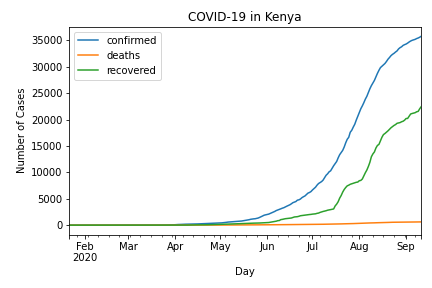 COVID-19 in Kenya
confirmed
deaths
recovered
Number of Cases
35000
30000
25000
20000
15000
10000
5000
0
Feb Mar Apr May Jun Jul Aug Sep
2020
Day